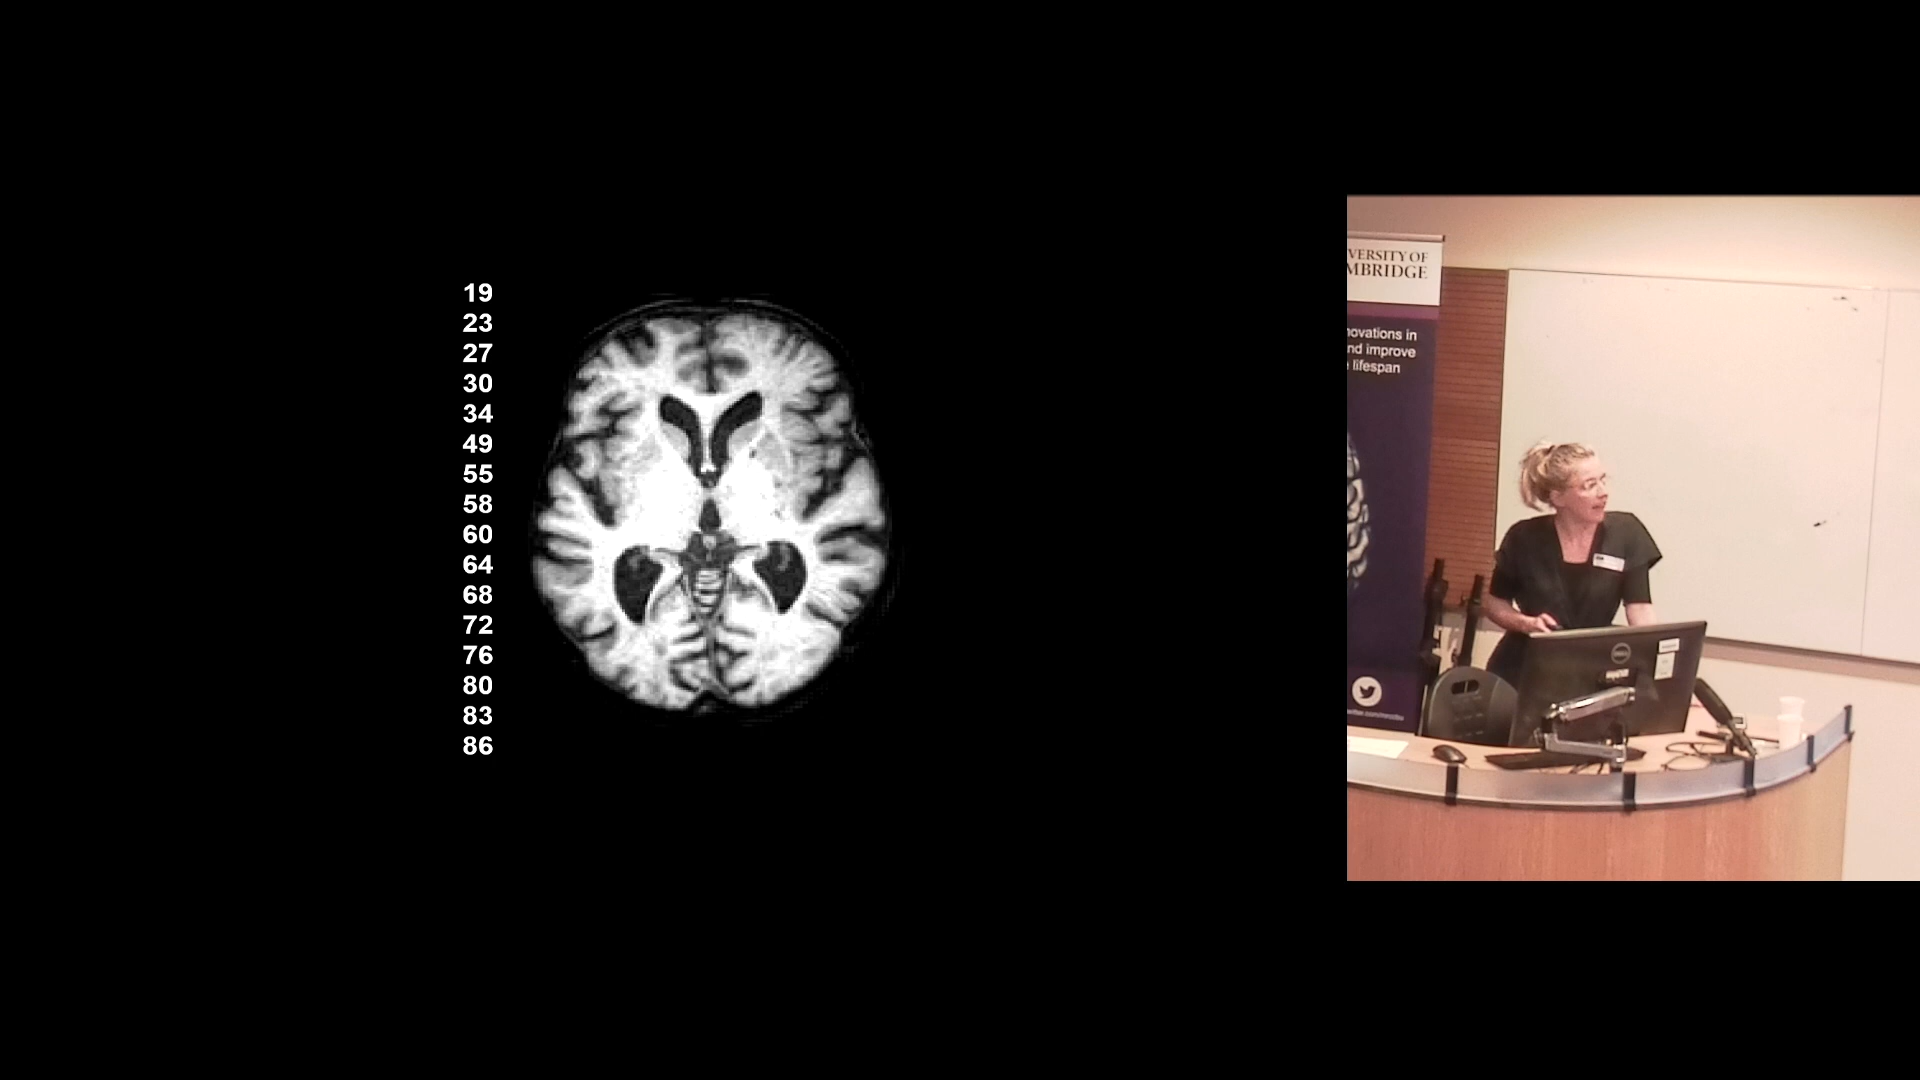 19
23
27
30
34
49
55
58
60
64
68
72
76
80
83
86
VERSITY OF
MBRIDGE
novations in
nd improve
lifespan
DELL